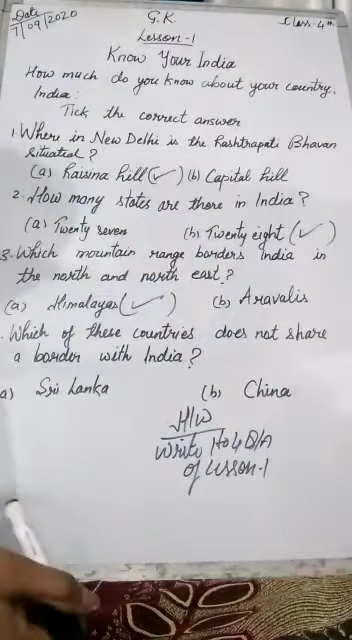 Date G.K. Class-4th
7/09/2020
Lesson-1
Know Your India
How much do you know about your country,
India:
Tick the correct answer
1. Where in New Delhi is the Rashtrapati Bhavan
situated?
(a) Raisina hill (✓) (b) Capital hill
2. How many states are there in India?
(a) Twenty seven (b) Twenty eight (✓)
3. Which mountain range borders India in
the north and north east?
(a) Himalayas (✓) (b) Aravalis
. Which of these countries does not share
a border with India?
a) Sri Lanka (b) China
H/W
Write 1 to 4 Q/A
of Lesson-1